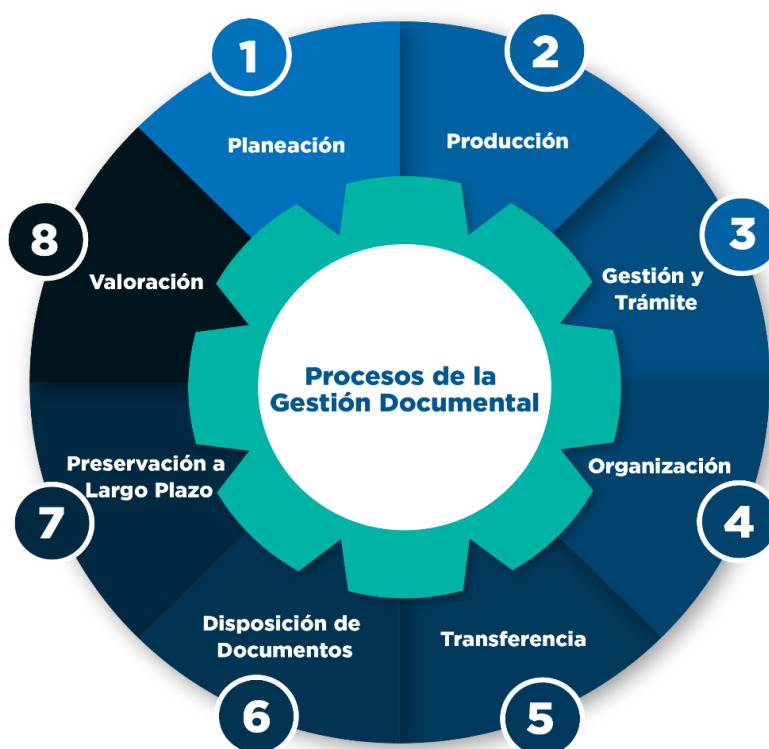 1
Planeación
2
Producción
3
Gestión y
Trámite
4
Organización
5
Transferencia
6
Disposición de
Documentos
7
Preservación a
Largo Plazo
8
Valoración
Procesos de la
Gestión Documental